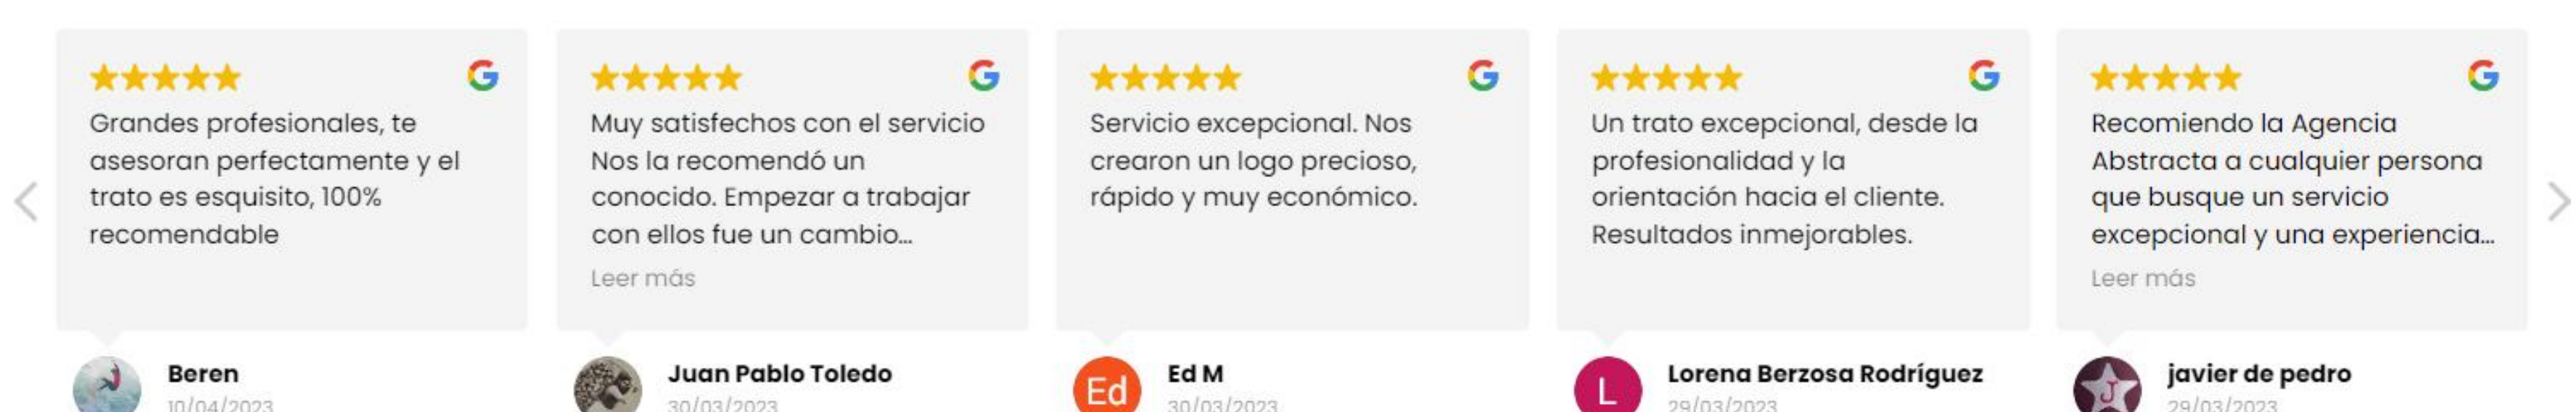 Grandes profesionales, te
asesoran perfectamente y el
trato es esquisito, 100%
recomendable
Beren
10/04/2023
Muy satisfechos con el servicio
Nos la recomendó un
conocido. Empezar a trabajar
con ellos fue un cambio...
Leer más
Juan Pablo Toledo
30/03/2023
Servicio excepcional. Nos
crearon un logo precioso,
rápido y muy económico.
Ed
Ed M
30/03/2023
Un trato excepcional, desde la
profesionalidad y la
orientación hacia el cliente.
Resultados inmejorables.
L
Lorena Berzosa Rodríguez
29/03/2023
Recomiendo la Agencia
Abstracta a cualquier persona
que busque un servicio
excepcional y una experiencia...
Leer más
J
javier de pedro
29/03/2023